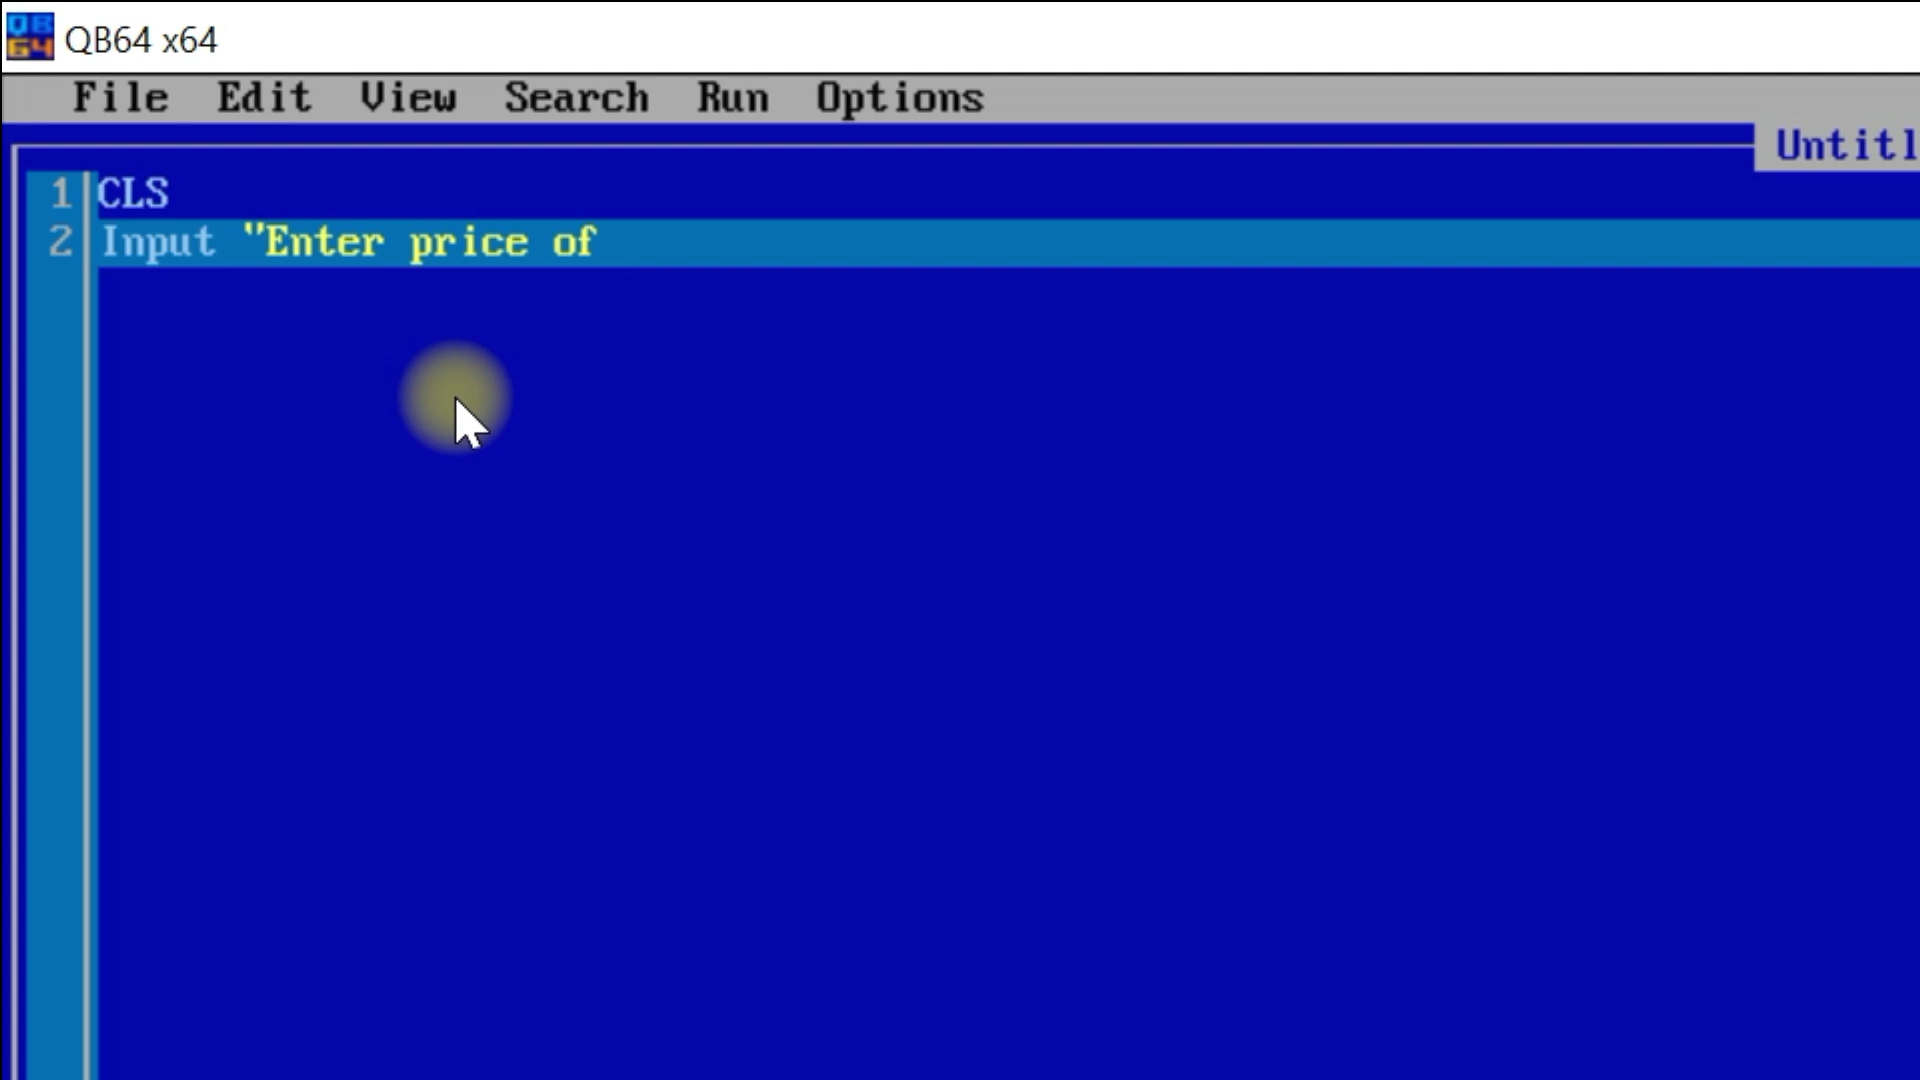 QB64 x64
File Edit View Search Run Options
Untitl
1 CLS
2 Input "Enter price of